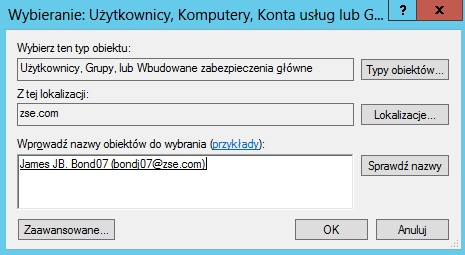 Wybieranie: Użytkownicy, Komputery, Konta usług lub G...
? x
Wybierz ten typ obiektu:
Użytkownicy, Grupy, lub Wbudowane zabezpieczenia główne
Typy obiektów...
Z tej lokalizacji:
zse.com
Lokalizacje...
Wprowadź nazwy obiektów do wybrania (przykłady):
James JB. Bond07 (bondj07@zse.com)
Sprawdź nazwy
Zaawansowane...
OK
Anuluj